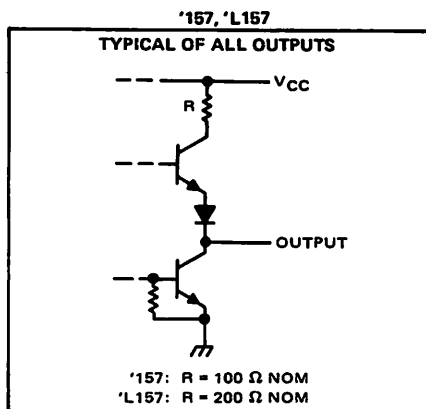 '157, 'L157
TYPICAL OF ALL OUTPUTS
VCC
R
OUTPUT
'157: R = 100 Ω NOM
'L157: R = 200 Ω NOM